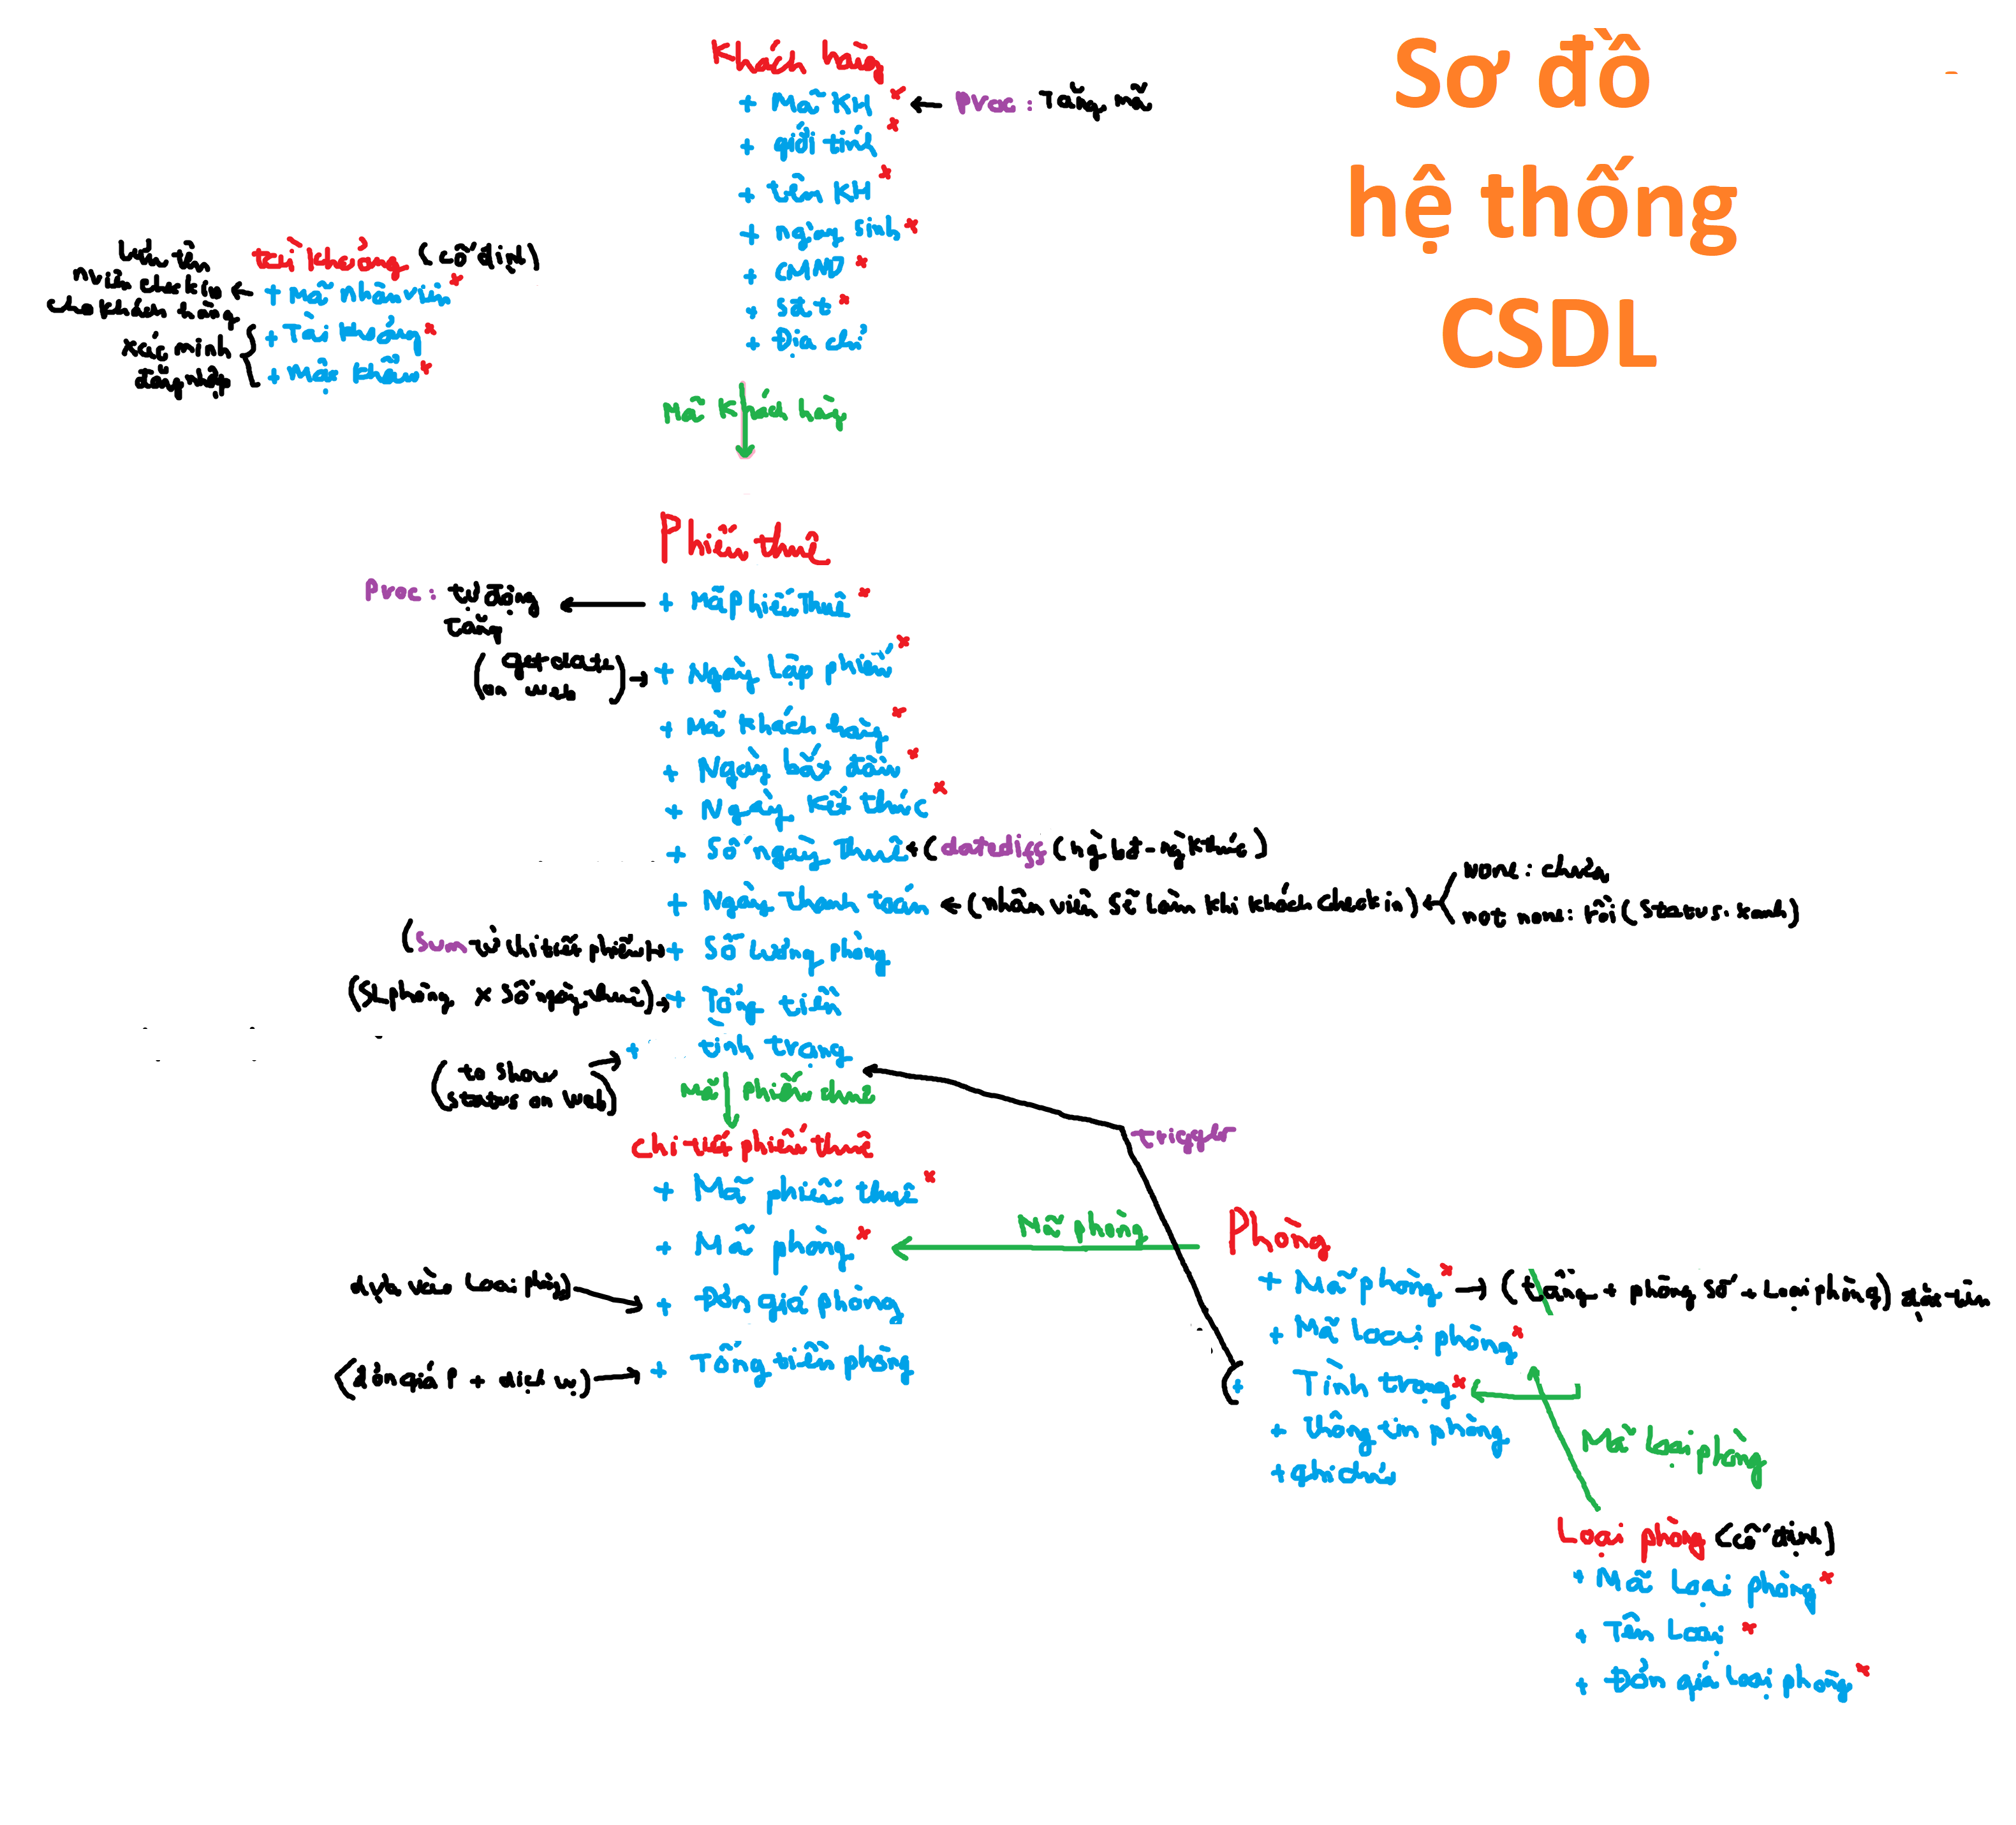 Sơ đồ
hệ thống
CSDL
Khách hàng
+ Mã KH * ← Proc: Tăng mã
+ giới tính *
+ tên KH *
+ ngày sinh *
+ CMND *
+ sđt *
+ Địa chỉ
tài khoảng (cố định)
+ Mã nhân viên *
+ Tài khoảng *
+ Mật khẩu *
lưu tên
nviên check in
cho khách hàng
xác minh
đăng nhập
Mã Khách hàng
Phiếu thuê
Proc: tự động
tăng
+ Mã Phiếu thuê *
(getdate
on web) → + Ngày Lập phiếu *
+ Mã Khách hàng *
+ Ngày bắt đầu *
+ Ngày Kết thúc *
+ Số ngày thuê ← (datediff (ng bđ - ng kthúc)
+ Ngày thanh toán ← (nhân viên sẽ làm khi khách check in) ←
none: chưa
not none: rồi (status: xanh)
(sum từ chi tiết phiếu + Số lượng phòng
(SL phòng x Số ngày thuê) → + Tổng tiền
+ tình trạng
(to show
status on web)
Mã phiếu thuê
trigger
Chi tiết phiếu thuê
+ Mã phiếu thuê *
+ Mã phòng *
dựa vào Loại phòng → + Đơn giá phòng
(đơn giá P + dịch vụ) → + Tổng tiền phòng
Mã phòng
Phòng
+ Mã phòng * → (tầng + phòng số + Loại phòng) đặt tên
+ Mã Loại phòng *
+ Tình trạng *
+ thông tin phòng
+ ghi chú
Mã Loại phòng
Loại phòng (cố định)
+ Mã Loại phòng *
+ Tên Loại *
+ Đơn giá Loại phòng *